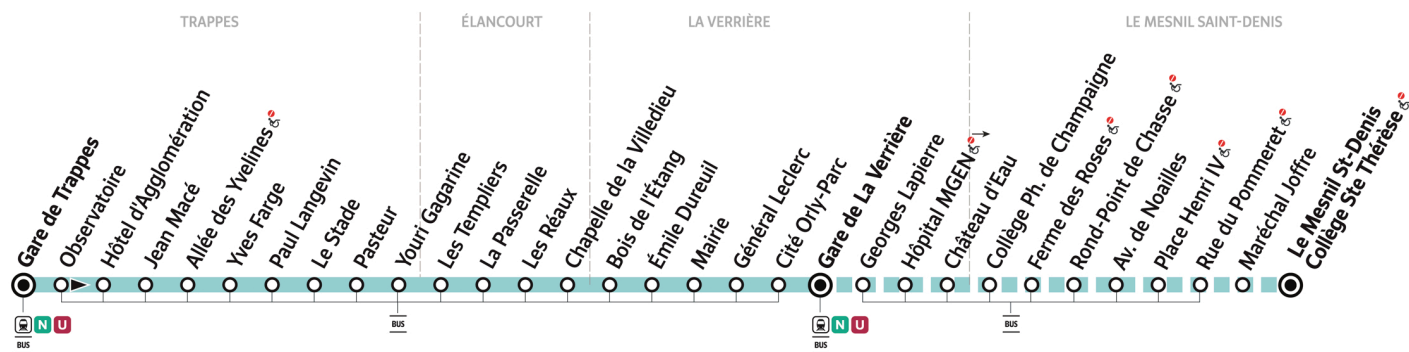 TRAPPES
ÉLANCOURT
LA VERRIÈRE
LE MESNIL SAINT-DENIS
Gare de Trappes
Observatoire
Hôtel d'Agglomération
Jean Macé
Allée des Yvelines
Yves Farge
Paul Langevin
Le Stade
Pasteur
Youri Gagarine
Les Templiers
La Passerelle
Les Réaux
Chapelle de la Villedieu
Bois de l'Étang
Émile Dureuil
Mairie
Général Leclerc
Cité Orly-Parc
Gare de La Verrière
Georges Lapierre
Hôpital MGEN
Château d'Eau
Collège Ph. de Champaigne
Ferme des Roses
Rond-Point de Chasse
Av. de Noailles
Place Henri IV
Rue du Pommeret
Maréchal Joffre
Le Mesnil St-Denis
Collège Ste Thérèse
N U
BUS
BUS
N U
BUS
BUS